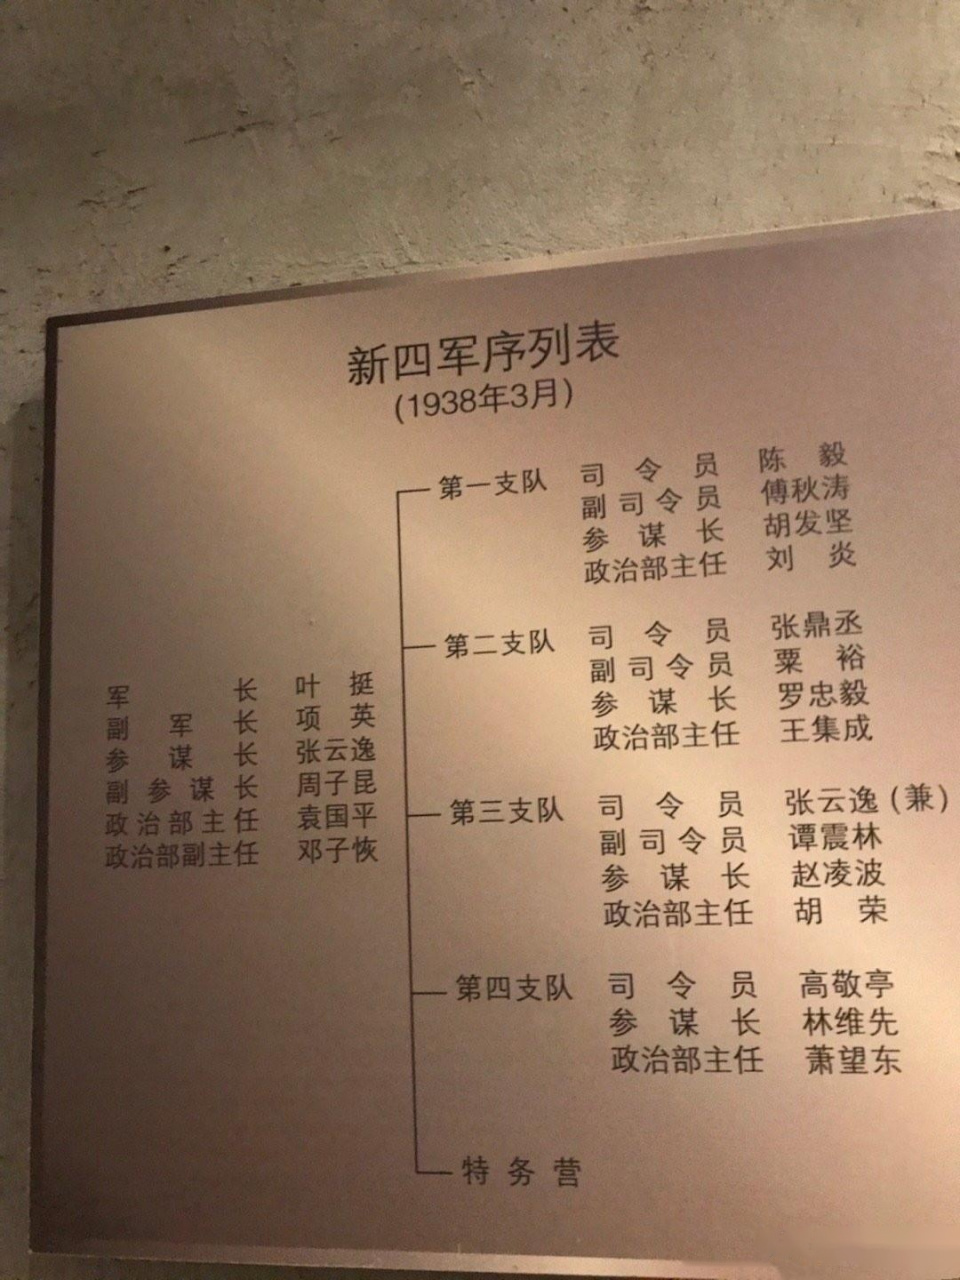 新四军序列表
(1938年3月)
军长 叶挺
副军长 项英
参谋长 张云逸
副参谋长 周子昆
政治部主任 袁国平
政治部副主任 邓子恢
第一支队 司令员 陈毅
副司令员 傅秋涛
参谋长 胡发坚
政治部主任 刘炎
第二支队 司令员 张鼎丞
副司令员 粟裕
参谋长 罗忠毅
政治部主任 王集成
第三支队 司令员 张云逸(兼)
副司令员 谭震林
参谋长 赵凌波
政治部主任 胡荣
第四支队 司令员 高敬亭
参谋长 林维先
政治部主任 萧望东
特务营